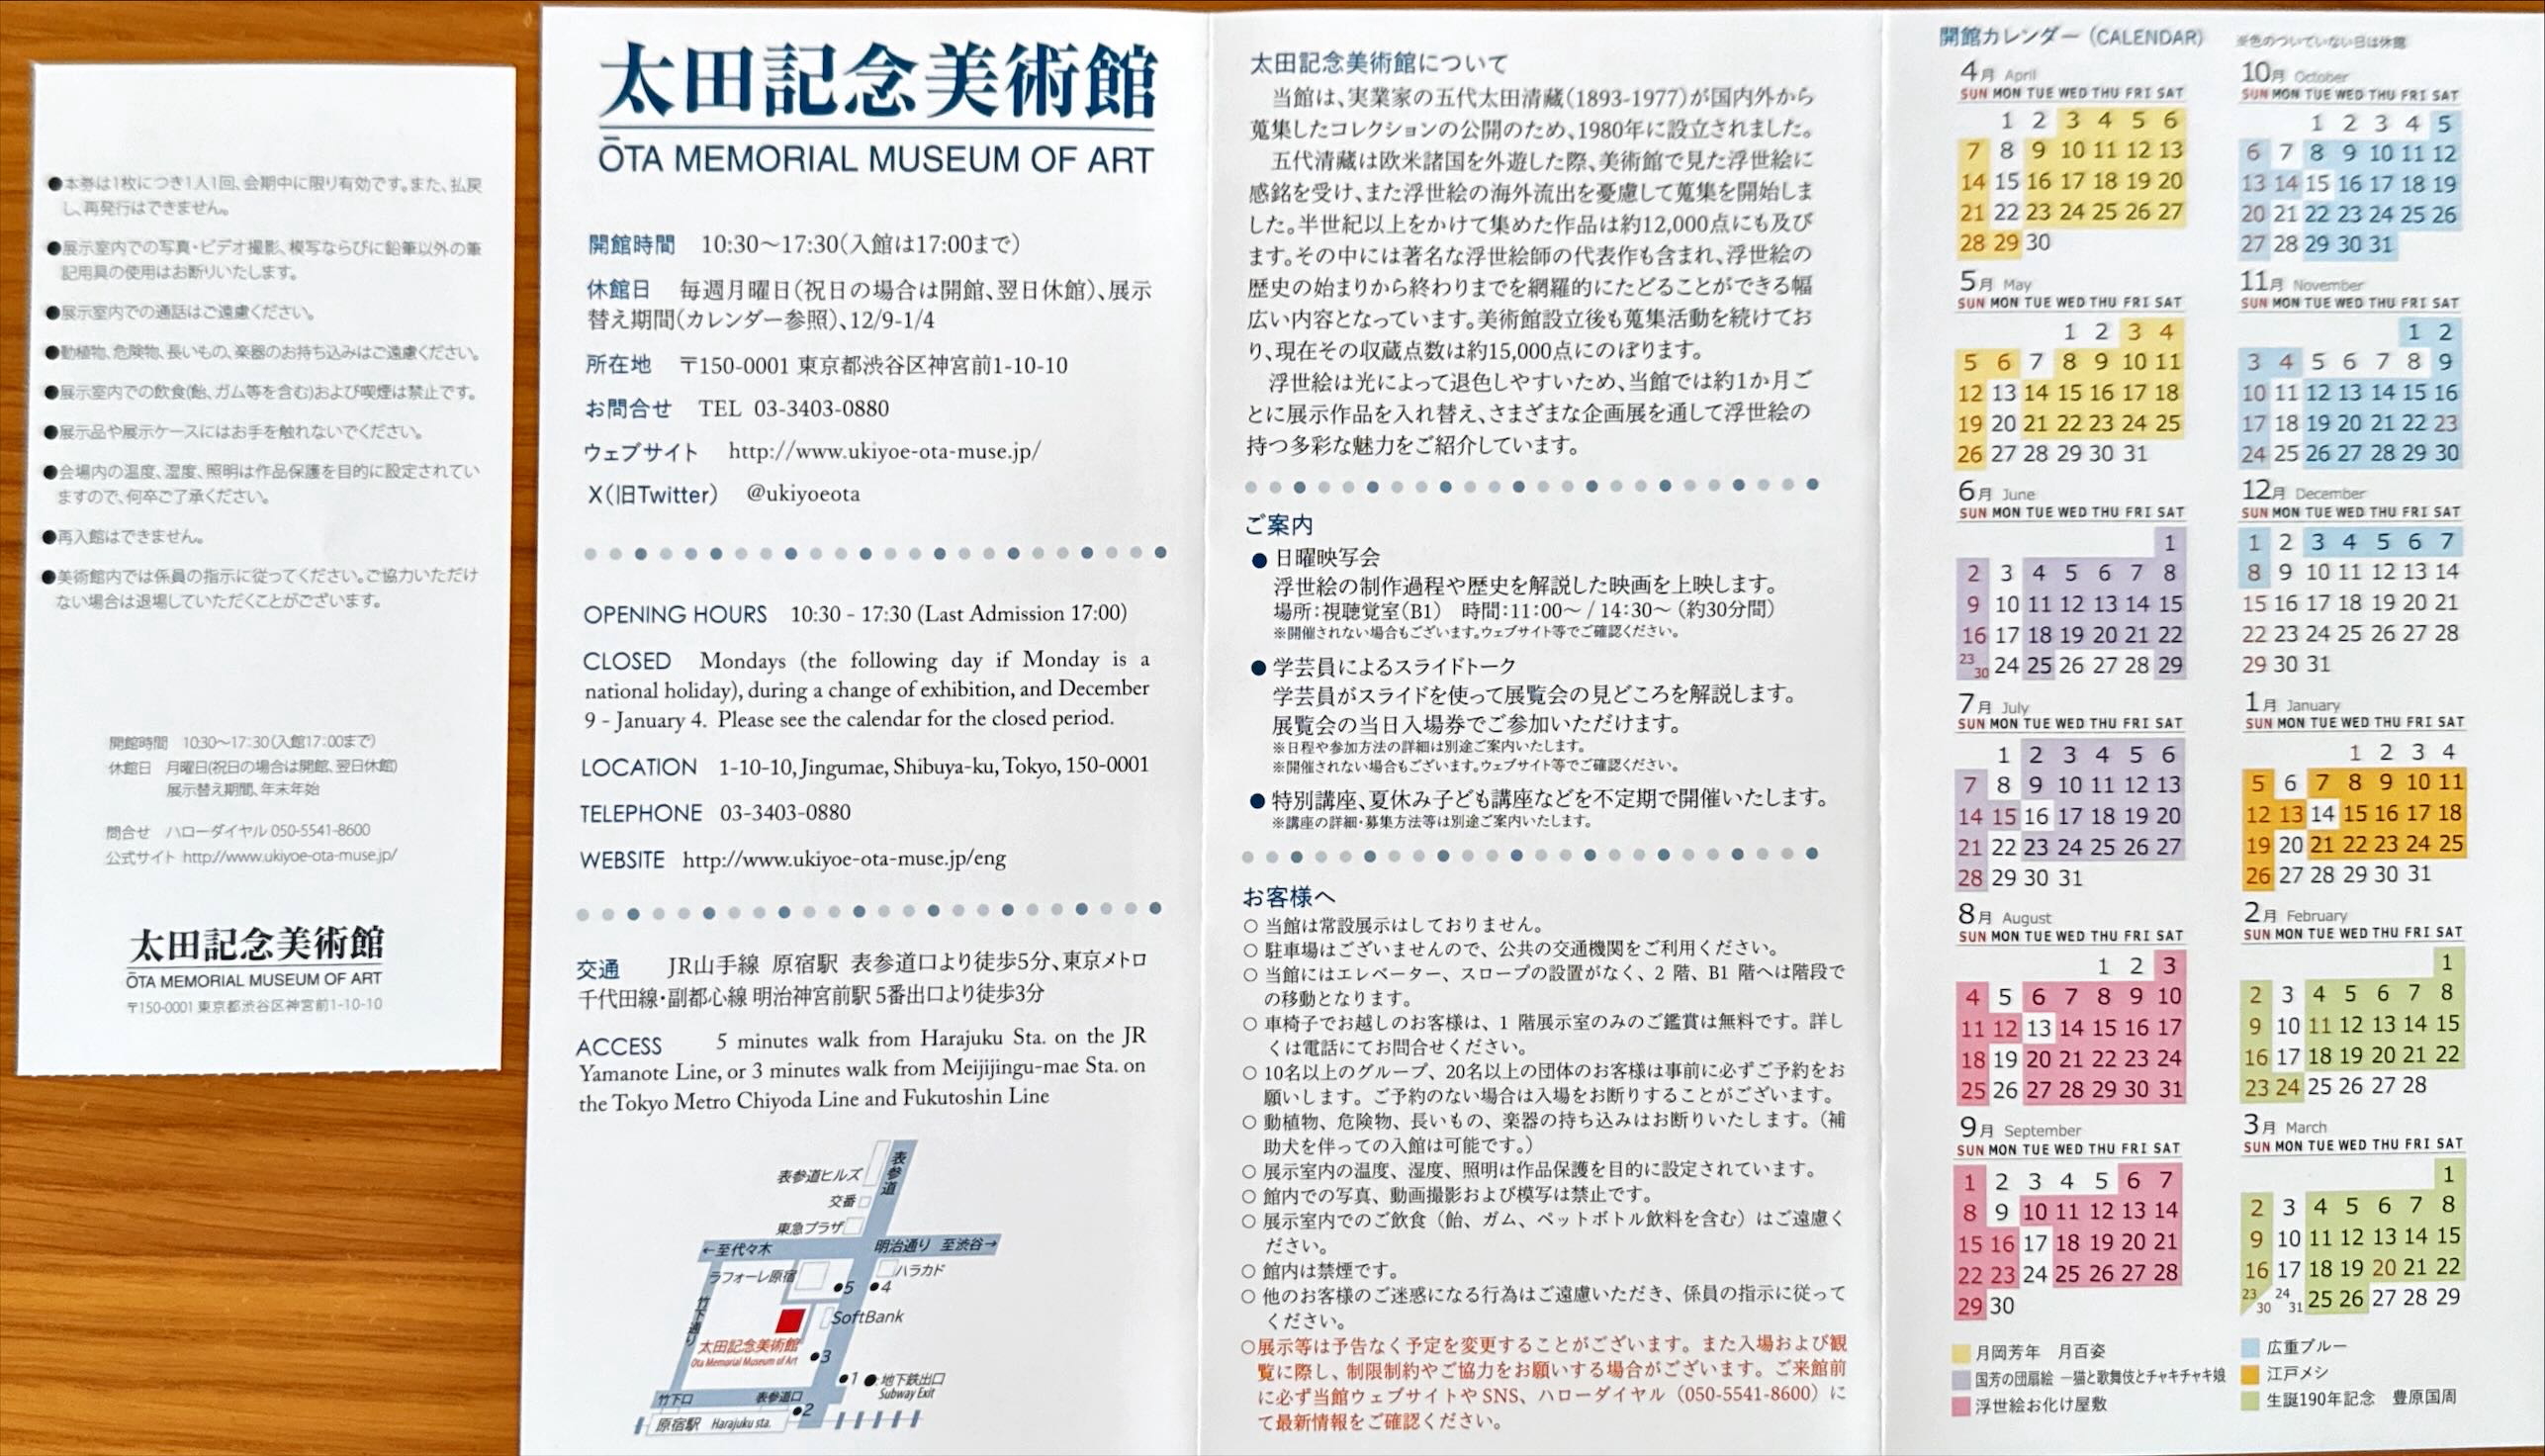 ●本券は1枚につき1人1回、会期中に限り有効です。また、払戻
し、再発行はできません。
●展示室内での写真・ビデオ撮影、模写ならびに鉛筆以外の筆
記用具の使用はお断りいたします。
●展示室内での通話はご遠慮ください。
●動植物、危険物、長いもの、楽器のお持ち込みはご遠慮ください。
●展示室内での飲食(飴、ガム等を含む)および喫煙は禁止です。
●展示品や展示ケースにはお手を触れないでください。
●会場内の温度、湿度、照明は作品保護を目的に設定されてい
ますので、何卒ご了承ください。
●再入館はできません。
●美術館内では係員の指示に従ってください。ご協力いただけ
ない場合は退場していただくことがございます。
開館時間 10:30〜17:30(入館17:00まで)
休館日 月曜日(祝日の場合は開館、翌日休館)
展示替え期間、年末年始
問合せ ハローダイヤル 050-5541-8600
公式サイト http://www.ukiyoe-ota-muse.jp/
太田記念美術館
ŌTA MEMORIAL MUSEUM OF ART
〒150-0001 東京都渋谷区神宮前1-10-10
太田記念美術館
ŌTA MEMORIAL MUSEUM OF ART
開館時間 10:30〜17:30(入館は17:00まで)
休館日 毎週月曜日(祝日の場合は開館、翌日休館)、展示
替え期間(カレンダー参照)、12/9-1/4
所在地 〒150-0001 東京都渋谷区神宮前1-10-10
お問合せ TEL 03-3403-0880
ウェブサイト http://www.ukiyoe-ota-muse.jp/
X(旧Twitter) @ukiyoeota
OPENING HOURS 10:30 - 17:30 (Last Admission 17:00)
CLOSED Mondays (the following day if Monday is a
national holiday), during a change of exhibition, and December
9 - January 4. Please see the calendar for the closed period.
LOCATION 1-10-10, Jingumae, Shibuya-ku, Tokyo, 150-0001
TELEPHONE 03-3403-0880
WEBSITE http://www.ukiyoe-ota-muse.jp/eng
交通 JR山手線 原宿駅 表参道口より徒歩5分、東京メトロ
千代田線・副都心線 明治神宮前駅 5番出口より徒歩3分
ACCESS 5 minutes walk from Harajuku Sta. on the JR
Yamanote Line, or 3 minutes walk from Meijijingu-mae Sta. on
the Tokyo Metro Chiyoda Line and Fukutoshin Line
表参道
表参道ヒルズ
交番
東急プラザ
←至代々木
明治通り 至渋谷→
ラフォーレ原宿
ハラカド
●5 ●4
竹下通り
SoftBank
太田記念美術館
Ota Memorial Museum of Art
●3
●1 ● 地下鉄出口
Subway Exit
竹下口
表参道口
●2
原宿駅 Harajuku sta.
太田記念美術館について
当館は、実業家の五代太田清藏(1893-1977)が国内外から
蒐集したコレクションの公開のため、1980年に設立されました。
五代清藏は欧米諸国を外遊した際、美術館で見た浮世絵に
感銘を受け、また浮世絵の海外流出を憂慮して蒐集を開始しま
した。半世紀以上をかけて集めた作品は約12,000点にも及び
ます。その中には著名な浮世絵師の代表作も含まれ、浮世絵の
歴史の始まりから終わりまでを網羅的にたどることができる幅
広い内容となっています。美術館設立後も蒐集活動を続けてお
り、現在その収蔵点数は約15,000点にのぼります。
浮世絵は光によって退色しやすいため、当館では約1か月ご
とに展示作品を入れ替え、さまざまな企画展を通して浮世絵の
持つ多彩な魅力をご紹介しています。
ご案内
● 日曜映写会
浮世絵の制作過程や歴史を解説した映画を上映します。
場所:視聴覚室(B1) 時間:11:00〜 / 14:30〜 (約30分間)
※開催されない場合もございます。ウェブサイト等でご確認ください。
● 学芸員によるスライドトーク
学芸員がスライドを使って展覧会の見どころを解説します。
展覧会の当日入場券でご参加いただけます。
※日程や参加方法の詳細は別途ご案内いたします。
※開催されない場合もございます。ウェブサイト等でご確認ください。
● 特別講座、夏休み子ども講座などを不定期で開催いたします。
※講座の詳細・募集方法等は別途ご案内いたします。
お客様へ
○ 当館は常設展示はしておりません。
○ 駐車場はございませんので、公共の交通機関をご利用ください。
○ 当館にはエレベーター、スロープの設置がなく、2 階、B1 階へは階段で
の移動となります。
○ 車椅子でお越しのお客様は、1 階展示室のみのご鑑賞は無料です。詳し
くは電話にてお問合せください。
○ 10名以上のグループ、20名以上の団体のお客様は事前に必ずご予約をお
願いします。ご予約のない場合は入場をお断りすることがございます。
○ 動植物、危険物、長いもの、楽器の持ち込みはお断りいたします。(補
助犬を伴っての入館は可能です。)
○ 展示室内の温度、湿度、照明は作品保護を目的に設定されています。
○ 館内での写真、動画撮影および模写は禁止です。
○ 展示室内でのご飲食(飴、ガム、ペットボトル飲料を含む)はご遠慮く
ださい。
○ 館内は禁煙です。
○ 他のお客様のご迷惑になる行為はご遠慮いただき、係員の指示に従って
ください。
○展示等は予告なく予定を変更することがございます。また入場および観
覧に際し、制限制約やご協力をお願いする場合がございます。ご来館前
に必ず当館ウェブサイトや SNS、ハローダイヤル(050-5541-8600)に
て最新情報をご確認ください。
開館カレンダー(CALENDAR) ※色のついていない日は休館
4月 April
SUN MON TUE WED THU FRI SAT
1 2 3 4 5 6
7 8 9 10 11 12 13
14 15 16 17 18 19 20
21 22 23 24 25 26 27
28 29 30
5月 May
SUN MON TUE WED THU FRI SAT
1 2 3 4
5 6 7 8 9 10 11
12 13 14 15 16 17 18
19 20 21 22 23 24 25
26 27 28 29 30 31
6月 June
SUN MON TUE WED THU FRI SAT
1
2 3 4 5 6 7 8
9 10 11 12 13 14 15
16 17 18 19 20 21 22
23 30 24 25 26 27 28 29
7月 July
SUN MON TUE WED THU FRI SAT
1 2 3 4 5 6
7 8 9 10 11 12 13
14 15 16 17 18 19 20
21 22 23 24 25 26 27
28 29 30 31
8月 August
SUN MON TUE WED THU FRI SAT
1 2 3
4 5 6 7 8 9 10
11 12 13 14 15 16 17
18 19 20 21 22 23 24
25 26 27 28 29 30 31
9月 September
SUN MON TUE WED THU FRI SAT
1 2 3 4 5 6 7
8 9 10 11 12 13 14
15 16 17 18 19 20 21
22 23 24 25 26 27 28
29 30
月岡芳年 月百姿
国芳の団扇絵 ―猫と歌舞伎とチャキチャキ娘
浮世絵お化け屋敷
10月 October
SUN MON TUE WED THU FRI SAT
1 2 3 4 5
6 7 8 9 10 11 12
13 14 15 16 17 18 19
20 21 22 23 24 25 26
27 28 29 30 31
11月 November
SUN MON TUE WED THU FRI SAT
1 2
3 4 5 6 7 8 9
10 11 12 13 14 15 16
17 18 19 20 21 22 23
24 25 26 27 28 29 30
12月 December
SUN MON TUE WED THU FRI SAT
1 2 3 4 5 6 7
8 9 10 11 12 13 14
15 16 17 18 19 20 21
22 23 24 25 26 27 28
29 30 31
1月 January
SUN MON TUE WED THU FRI SAT
1 2 3 4
5 6 7 8 9 10 11
12 13 14 15 16 17 18
19 20 21 22 23 24 25
26 27 28 29 30 31
2月 February
SUN MON TUE WED THU FRI SAT
1
2 3 4 5 6 7 8
9 10 11 12 13 14 15
16 17 18 19 20 21 22
23 24 25 26 27 28
3月 March
SUN MON TUE WED THU FRI SAT
1
2 3 4 5 6 7 8
9 10 11 12 13 14 15
16 17 18 19 20 21 22
23 30 24 31 25 26 27 28 29
広重ブルー
江戸メシ
生誕190年記念 豊原国周